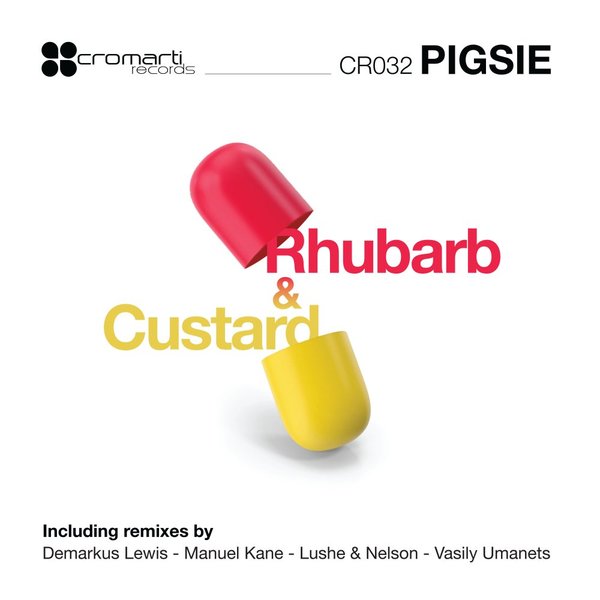 cromarti
records
CR032 PIGSIE
Rhubarb
&
Custard
Including remixes by
Demarkus Lewis - Manuel Kane - Lushe & Nelson - Vasily Umanets